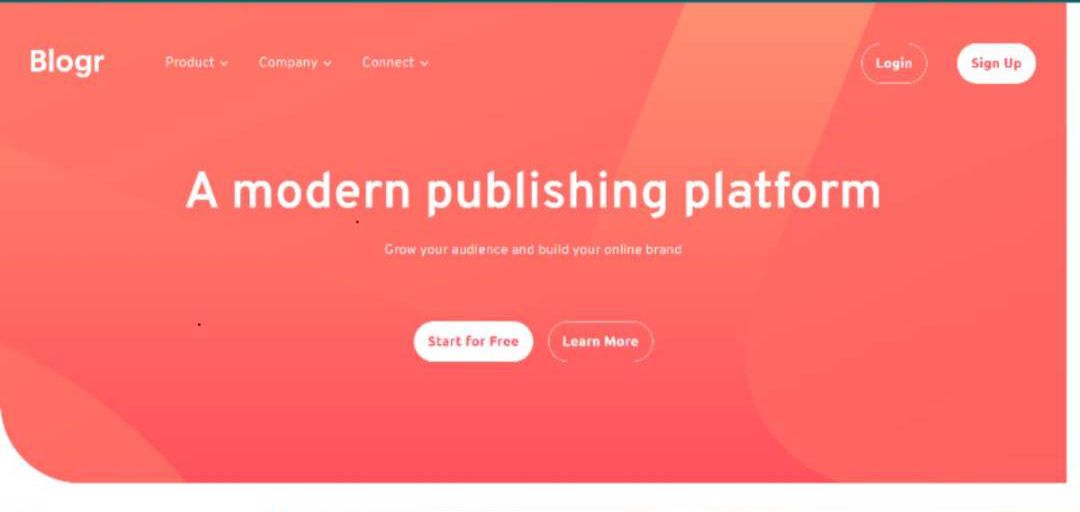 Blogr Product Company Connect Login Sign Up
A modern publishing platform
Grow your audience and build your online brand
Start for Free Learn More